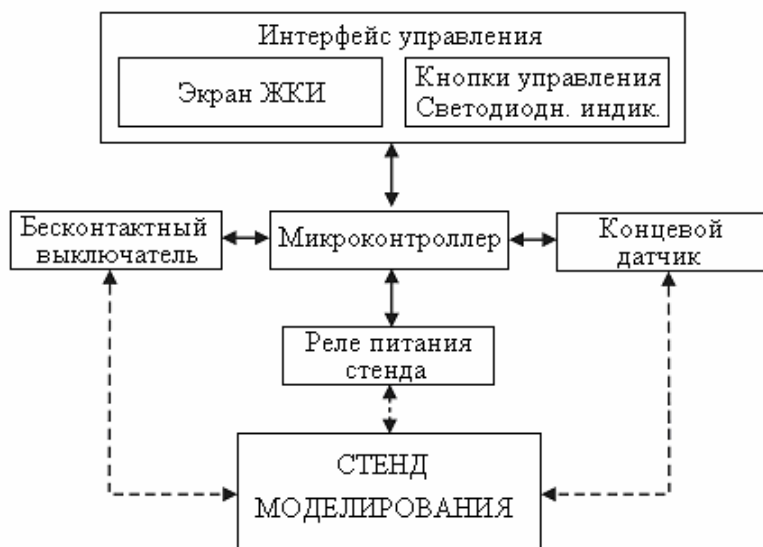 Интерфейс управления
Экран ЖКИ
Кнопки управления
Светодиодн. индик.
Бесконтактный
выключатель
Микроконтроллер
Концевой
датчик
Реле питания
стенда
СТЕНД
МОДЕЛИРОВАНИЯ